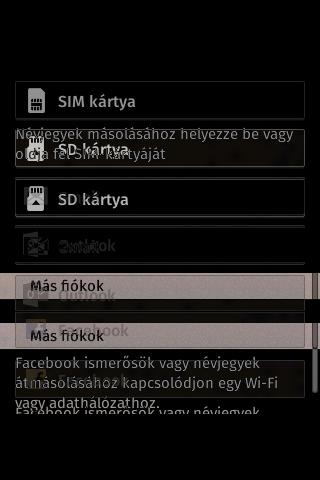 SIM kártya
Névjegyek másolásához helyezze be vagy
oldja fel SIM-kártyáját
SD kártya
SD kártya
Outlook
Más fiókok
Outlook
Más fiókok
Facebook
Facebook ismerősök vagy névjegyek
átmásolásához kapcsolódjon egy Wi-Fi
vagy adathálózathoz.
Facebook ismerősök vagy névjegyek